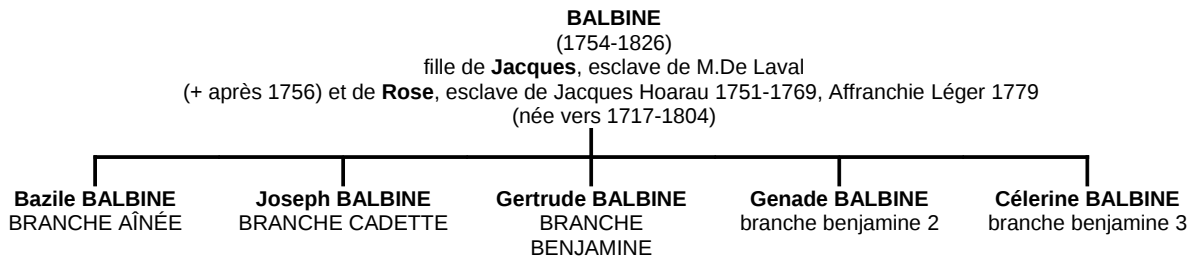 BALBINE
(1754-1826)
fille de Jacques, esclave de M.De Laval
(+ après 1756) et de Rose, esclave de Jacques Hoarau 1751-1769, Affranchie Léger 1779
(née vers 1717-1804)
Bazile BALBINE
BRANCHE AÎNÉE
Joseph BALBINE
BRANCHE CADETTE
Gertrude BALBINE
BRANCHE
BENJAMINE
Genade BALBINE
branche benjamine 2
Célerine BALBINE
branche benjamine 3